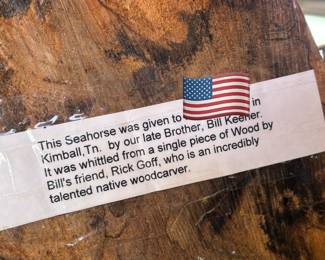 This Seahorse was given to in
Kimball,Tn. by our late Brother, Bill Keener.
It was whittled from a single piece of Wood by
Bill's friend, Rick Goff, who is an incredibly
talented native woodcarver.